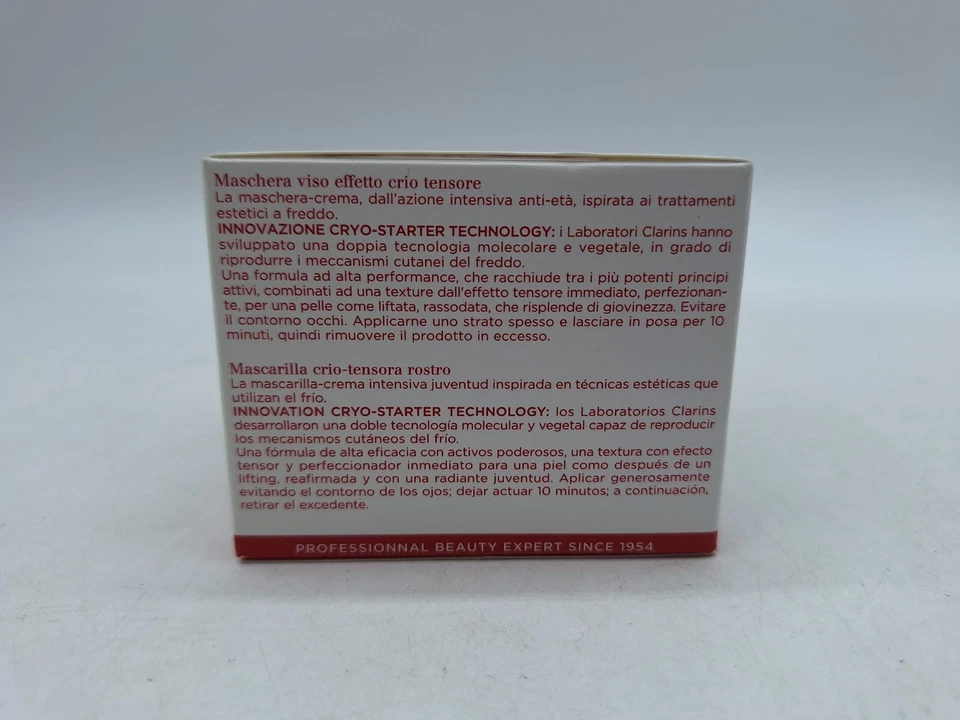 Maschera viso effetto crio tensore
La maschera-crema, dall'azione intensiva anti-età, ispirata ai trattamenti
estetici a freddo.
INNOVAZIONE CRYO-STARTER TECHNOLOGY: i Laboratori Clarins hanno
sviluppato una doppia tecnologia molecolare e vegetale, in grado di
riprodurre i meccanismi cutanei del freddo.
Una formula ad alta performance, che racchiude tra i più potenti principi
attivi, combinati ad una texture dall'effetto tensore immediato, perfezionan-
te, per una pelle come liftata, rassodata, che risplende di giovinezza. Evitare
il contorno occhi. Applicarne uno strato spesso e lasciare in posa per 10
minuti, quindi rimuovere il prodotto in eccesso.
Mascarilla crio-tensora rostro
La mascarilla-crema intensiva juventud inspirada en técnicas estéticas que
utilizan el frío.
INNOVATION CRYO-STARTER TECHNOLOGY: los Laboratorios Clarins
desarrollaron una doble tecnología molecular y vegetal capaz de reproducir
los mecanismos cutáneos del frío.
Una fórmula de alta eficacia con activos poderosos, una textura con efecto
tensor y perfeccionador inmediato para una piel como después de un
lifting, reafirmada y con una radiante juventud. Aplicar generosamente
evitando el contorno de los ojos; dejar actuar 10 minutos; a continuación,
retirar el excedente.
PROFESSIONNAL BEAUTY EXPERT SINCE 1954